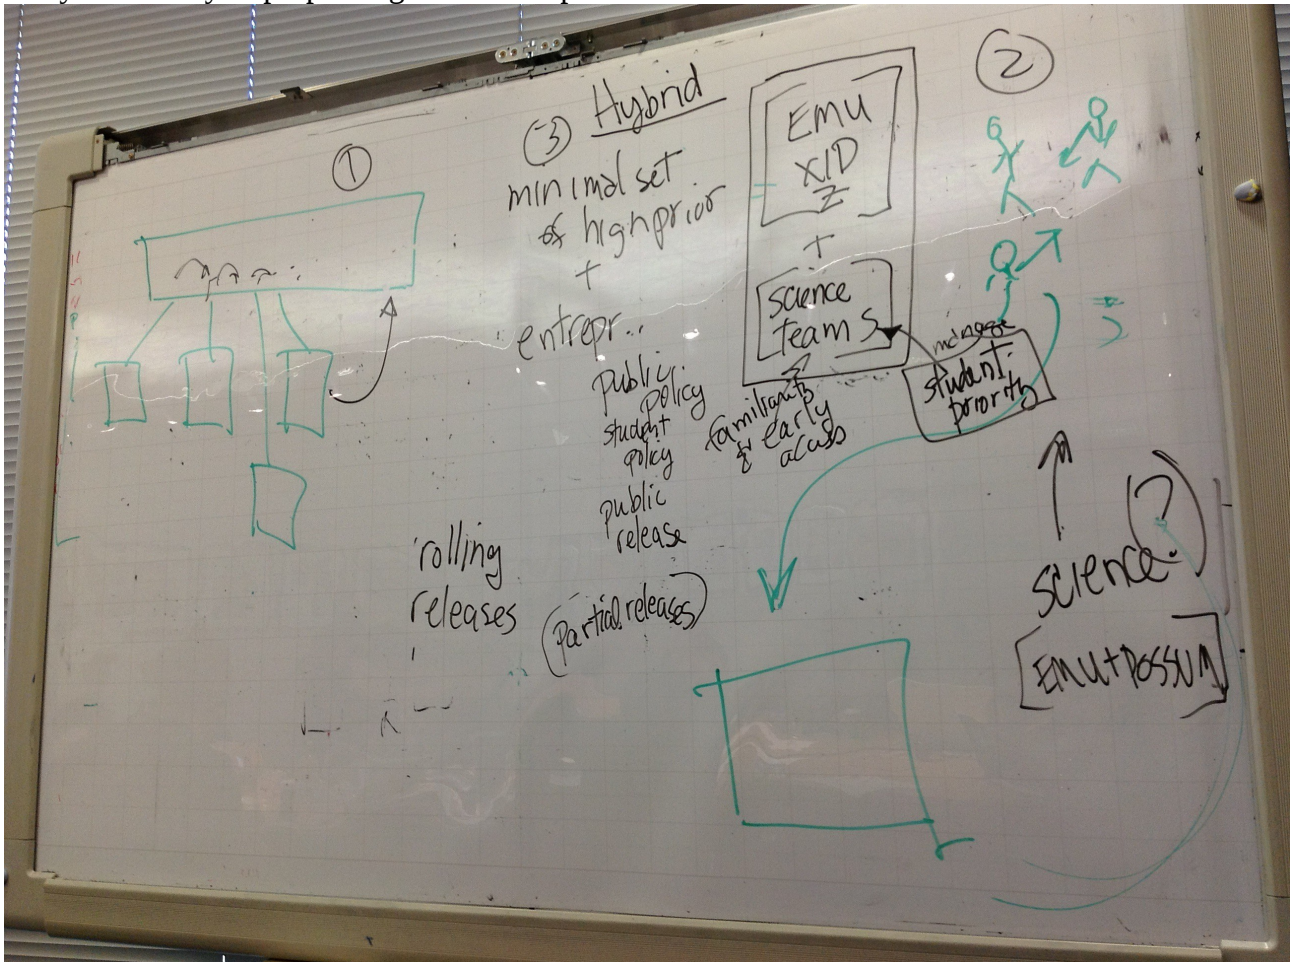 ①
③ Hybrid
minimal set
of high prior
+
entrepr..
public
policy
student
policy
public
release
rolling
releases
(partial releases)
EMU
XID
Z
+
science
teams
familiarity
& early
access
②
manage
student
priority
(?)
science
[EMU+POSSUM]